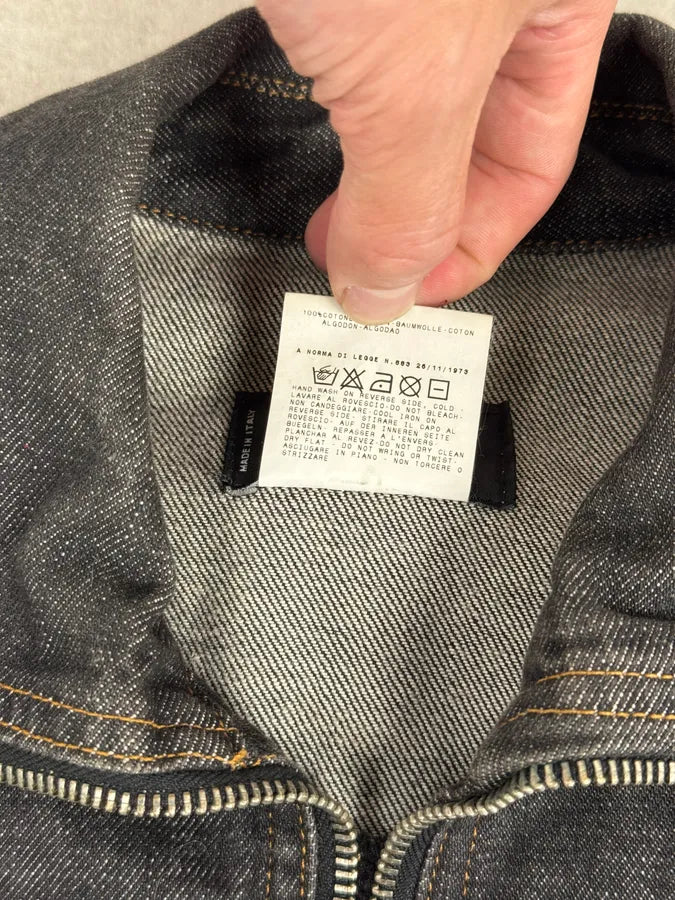 100%COTONE -BAUMWOLLE-COTON
ALGODON-ALGODAO
A NORMA DI LEGGE N.883 26/11/1973
HAND WASH ON REVERSE SIDE, COLD
LAVARE AL ROVESCIO-DO NOT BLEACH-
NON CANDEGGIARE-COOL IRON ON
REVERSE SIDE. STIRARE IL CAPO AL
ROVESCIO- AUF DER INNEREN SEITE
BUEGELN. REPASSER A L'ENVERS-
PLANCHAR AL REVEZ-DO NOT DRY CLEAN
DRY FLAT - DO NOT WRING OR TWIST-
ASCIUGARE IN PIANO - NON TORCERE O
STRIZZARE
MADE IN ITALY